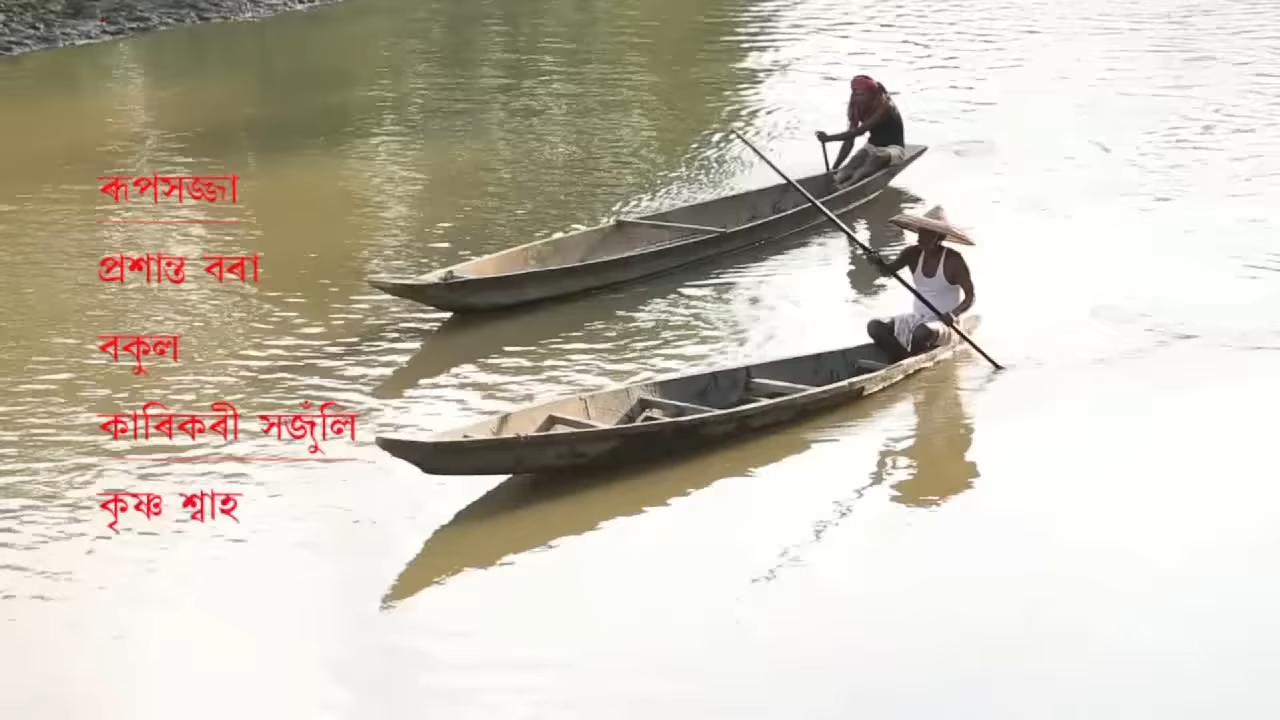 ৰূপসজ্জা
প্ৰশান্ত বৰা
বকুল
কাৰিকৰী সজুঁলি
কৃষ্ণ শ্বাহ